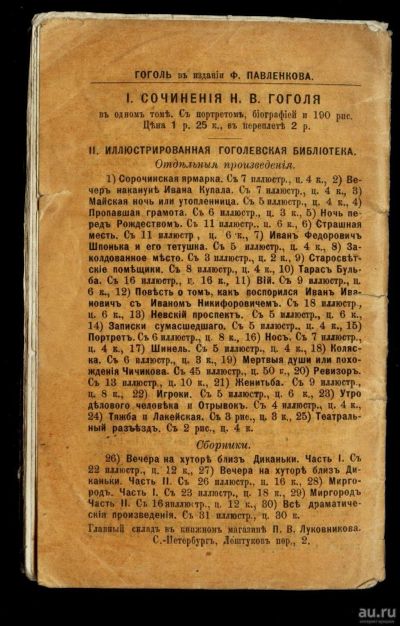 ГОГОЛЬ въ изданіи Ф. ПАВЛЕНКОВА.
I. СОЧИНЕНІЯ Н. В. ГОГОЛЯ
въ одномъ томѣ. Съ портретомъ, біографіей и 190 рис.
Цѣна 1 р. 25 к., въ переплетѣ 2 р.
II. ИЛЛЮСТРИРОВАННАЯ ГОГОЛЕВСКАЯ БИБЛІОТЕКА.
Отдѣльныя произведенія.
1) Сорочинская ярмарка. Съ 7 иллюстр., ц. 4 к., 2) Ве-
черъ наканунѣ Ивана Купала. Съ 7 иллюстр., ц. 4 к., 3)
Майская ночь или утопленница. Съ 5 иллюстр., ц. 4 к., 4)
Пропавшая грамота. Съ 6 иллюстр., ц. 3 к., 5) Ночь пе-
редъ Рождествомъ. Съ 11 иллюстр., ц. 6 к., 6) Страшная
месть. Съ 11 иллюстр., ц. 6 к., 7) Иванъ Федоровичъ
Шпонька и его тетушка. Съ 5 иллюстр., ц. 4 к., 8) За-
колдованное мѣсто. Съ 3 иллюстр., ц. 2 к., 9) Старосвѣт-
скіе помѣщики. Съ 8 иллюстр., ц. 4 к., 10) Тарасъ Буль-
ба. Съ 16 иллюстр., ц. 16 к., 11) Вій. Съ 9 иллюстр.,
ц. 6 к., 12) Повѣсть о томъ, какъ поспорился Иванъ Ива-
новичъ съ Иваномъ Никифоровичемъ. Съ 18 иллюстр.,
ц. 6 к., 13) Невскій проспектъ. Съ 5 иллюстр., ц. 6 к.,
14) Записки сумасшедшаго. Съ 5 иллюстр., ц. 4 к., 15)
Портретъ. Съ 6 иллюстр., ц. 8 к., 16) Носъ. Съ 7 иллюстр.,
ц. 4 к., 17) Шинель. Съ 5 иллюстр., ц. 4 к., 18) Коляс-
ка. Съ 6 иллюстр., ц. 3 к., 19) Мертвыя души или похо-
жденія Чичикова. Съ 45 иллюстр., ц. 50 к., 20) Ревизоръ.
Съ 13 иллюстр., ц. 10 к., 21) Женитьба. Съ 9 иллюстр.,
ц. 8 к., 22) Игроки. Съ 5 иллюстр., ц. 6 к., 23) Утро
дѣлового человѣка и Отрывокъ. Съ 4 иллюстр., ц. 4 к.,
24) Тяжба и Лакейская. Съ 3 рис., ц. 3 к., 25) Театраль-
ный разъѣздъ. Съ 2 рис., ц. 4 к.
Сборники.
26) Вечера на хуторѣ близъ Диканьки. Часть I. Съ
22 иллюстр., ц. 12 к., 27) Вечера на хуторѣ близъ Ди-
каньки. Часть II. Съ 26 иллюстр., ц. 16 к., 28) Мирго-
родъ. Часть I. Съ 23 иллюстр., ц. 18 к., 29) Миргородъ
Часть II. Съ 16 иллюстр., ц. 12 к., 30) Всѣ драматиче-
скія произведенія. Съ 31 иллюстр., ц. 30 к.
Главный складъ въ книжномъ магазинѣ П. В. Луковникова.
С.-Петербургъ, Лештуковъ пер., 2.
au.ru